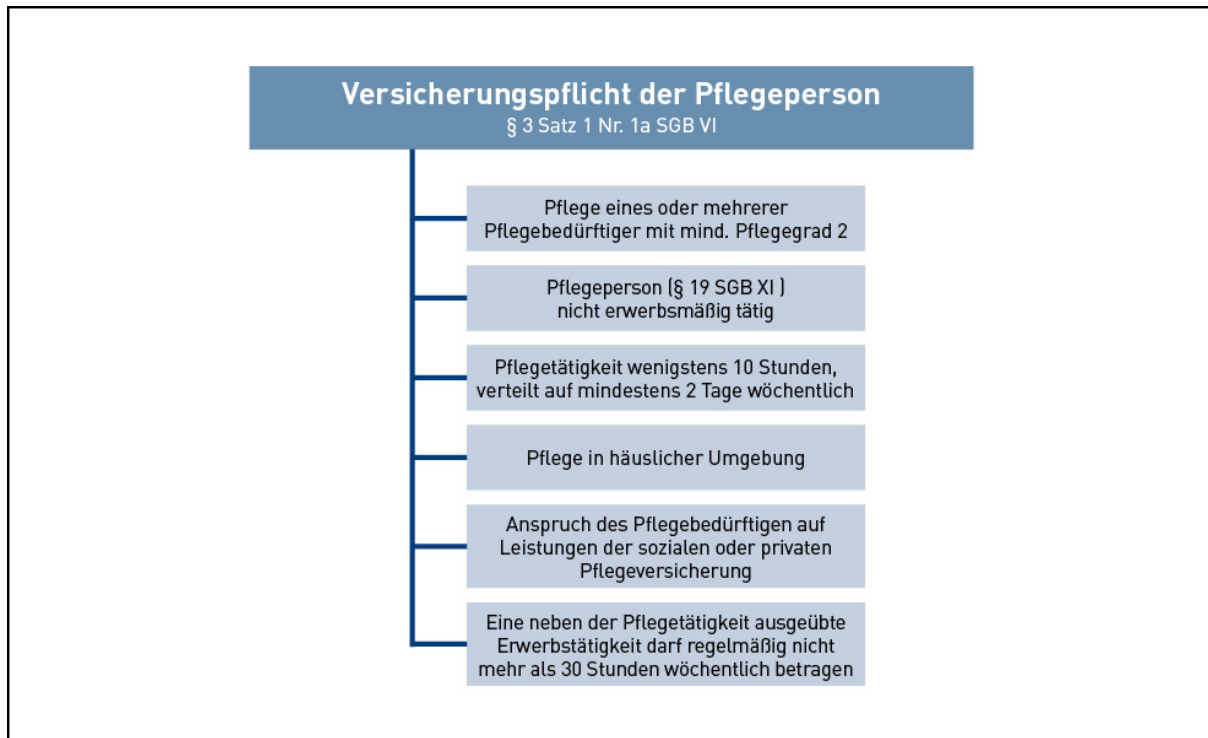 Versicherungspflicht der Pflegeperson
§ 3 Satz 1 Nr. 1a SGB VI
Pflege eines oder mehrerer
Pflegebedürftiger mit mind. Pflegegrad 2
Pflegeperson (§ 19 SGB XI )
nicht erwerbsmäßig tätig
Pflegetätigkeit wenigstens 10 Stunden,
verteilt auf mindestens 2 Tage wöchentlich
Pflege in häuslicher Umgebung
Anspruch des Pflegebedürftigen auf
Leistungen der sozialen oder privaten
Pflegeversicherung
Eine neben der Pflegetätigkeit ausgeübte
Erwerbstätigkeit darf regelmäßig nicht
mehr als 30 Stunden wöchentlich betragen